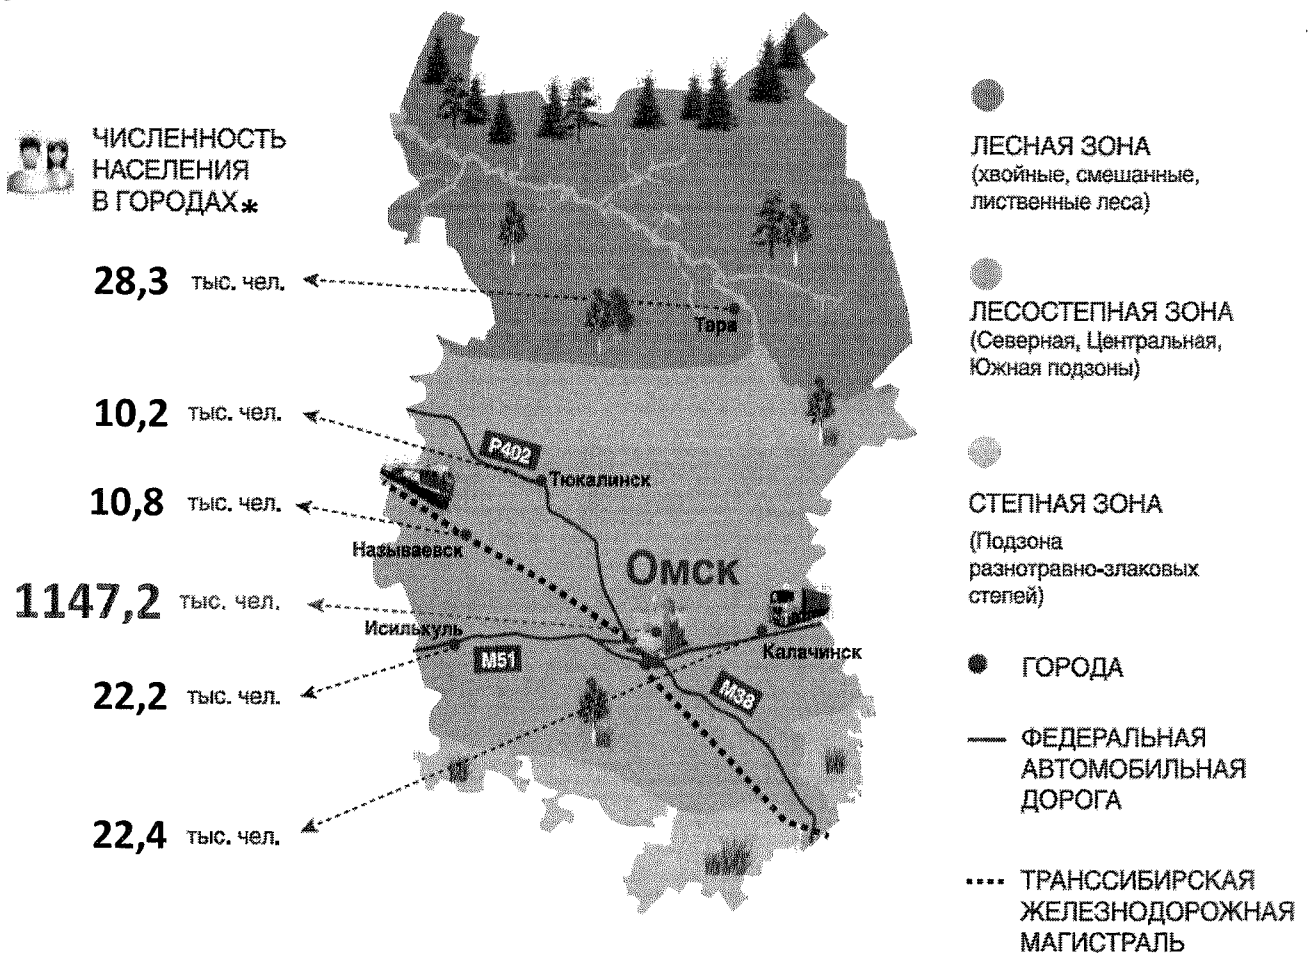 ЧИСЛЕННОСТЬ
НАСЕЛЕНИЯ
В ГОРОДАХ*
28,3 тыс. чел.
10,2 тыс. чел.
10,8 тыс. чел.
1147,2 тыс. чел.
22,2 тыс. чел.
22,4 тыс. чел.
Тара
Р402
Тюкалинск
Называевск
Омск
Исилькуль
М51
Калачинск
М38
ЛЕСНАЯ ЗОНА
(хвойные, смешанные,
лиственные леса)
ЛЕСОСТЕПНАЯ ЗОНА
(Северная, Центральная,
Южная подзоны)
СТЕПНАЯ ЗОНА
(Подзона
разнотравно-злаковых
степей)
ГОРОДА
ФЕДЕРАЛЬНАЯ
АВТОМОБИЛЬНАЯ
ДОРОГА
ТРАНССИБИРСКАЯ
ЖЕЛЕЗНОДОРОЖНАЯ
МАГИСТРАЛЬ